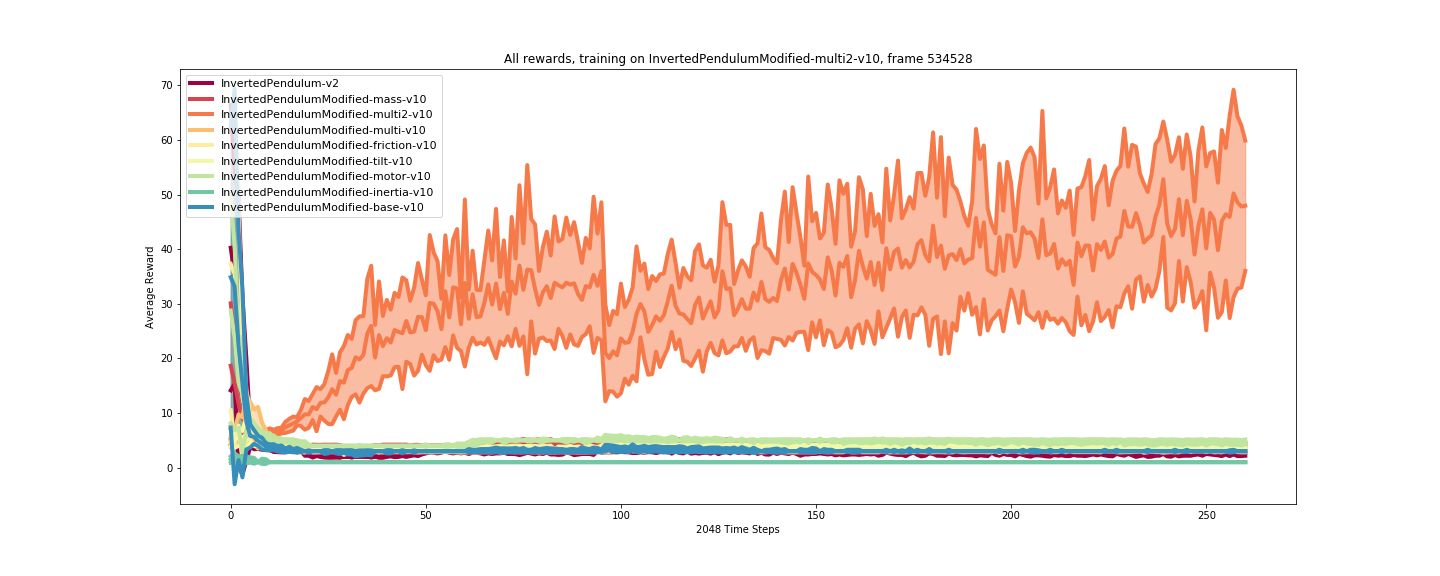 All rewards, training on InvertedPendulumModified-multi2-v10, frame 534528
InvertedPendulum-v2
InvertedPendulumModified-mass-v10
InvertedPendulumModified-multi2-v10
InvertedPendulumModified-multi-v10
InvertedPendulumModified-friction-v10
InvertedPendulumModified-tilt-v10
InvertedPendulumModified-motor-v10
InvertedPendulumModified-inertia-v10
InvertedPendulumModified-base-v10
Average Reward
70
60
50
40
30
20
10
0
0 50 100 150 200 250
2048 Time Steps